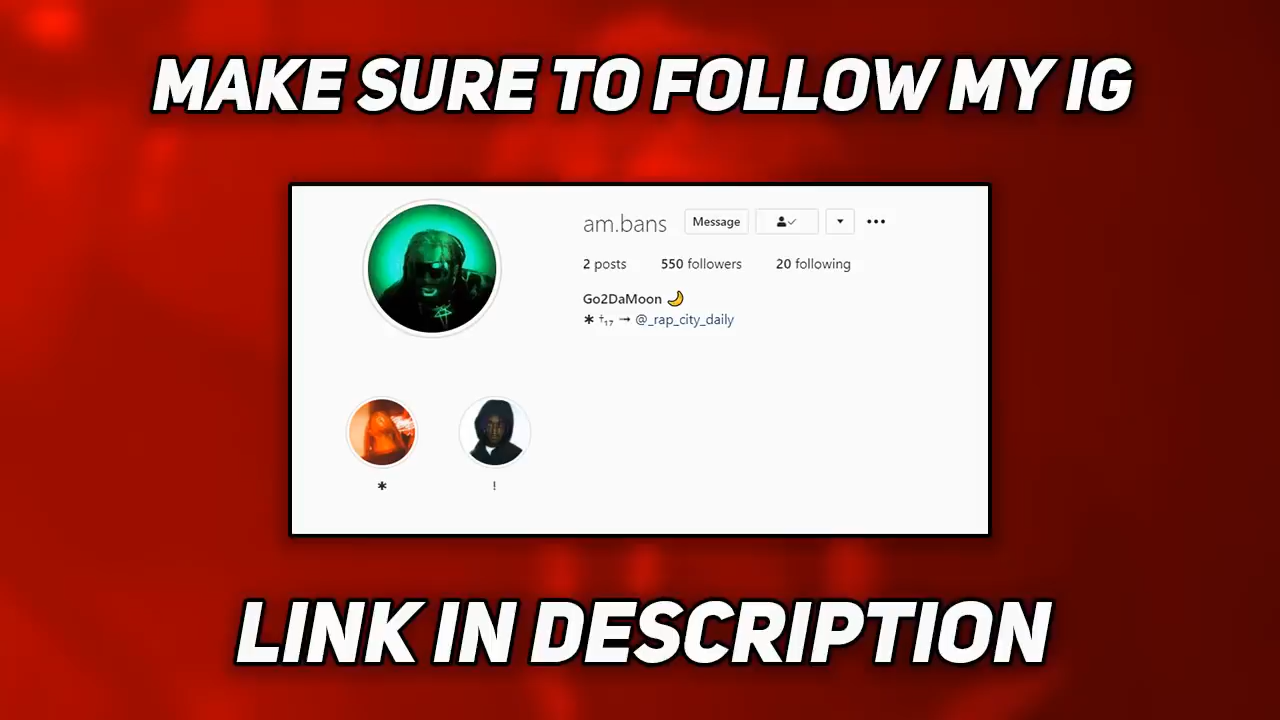 MAKE SURE TO FOLLOW MY IG
am.bans Message
2 posts 550 followers 20 following
Go2DaMoon 🌙
* †₁₇ → @_rap_city_daily
* !
LINK IN DESCRIPTION